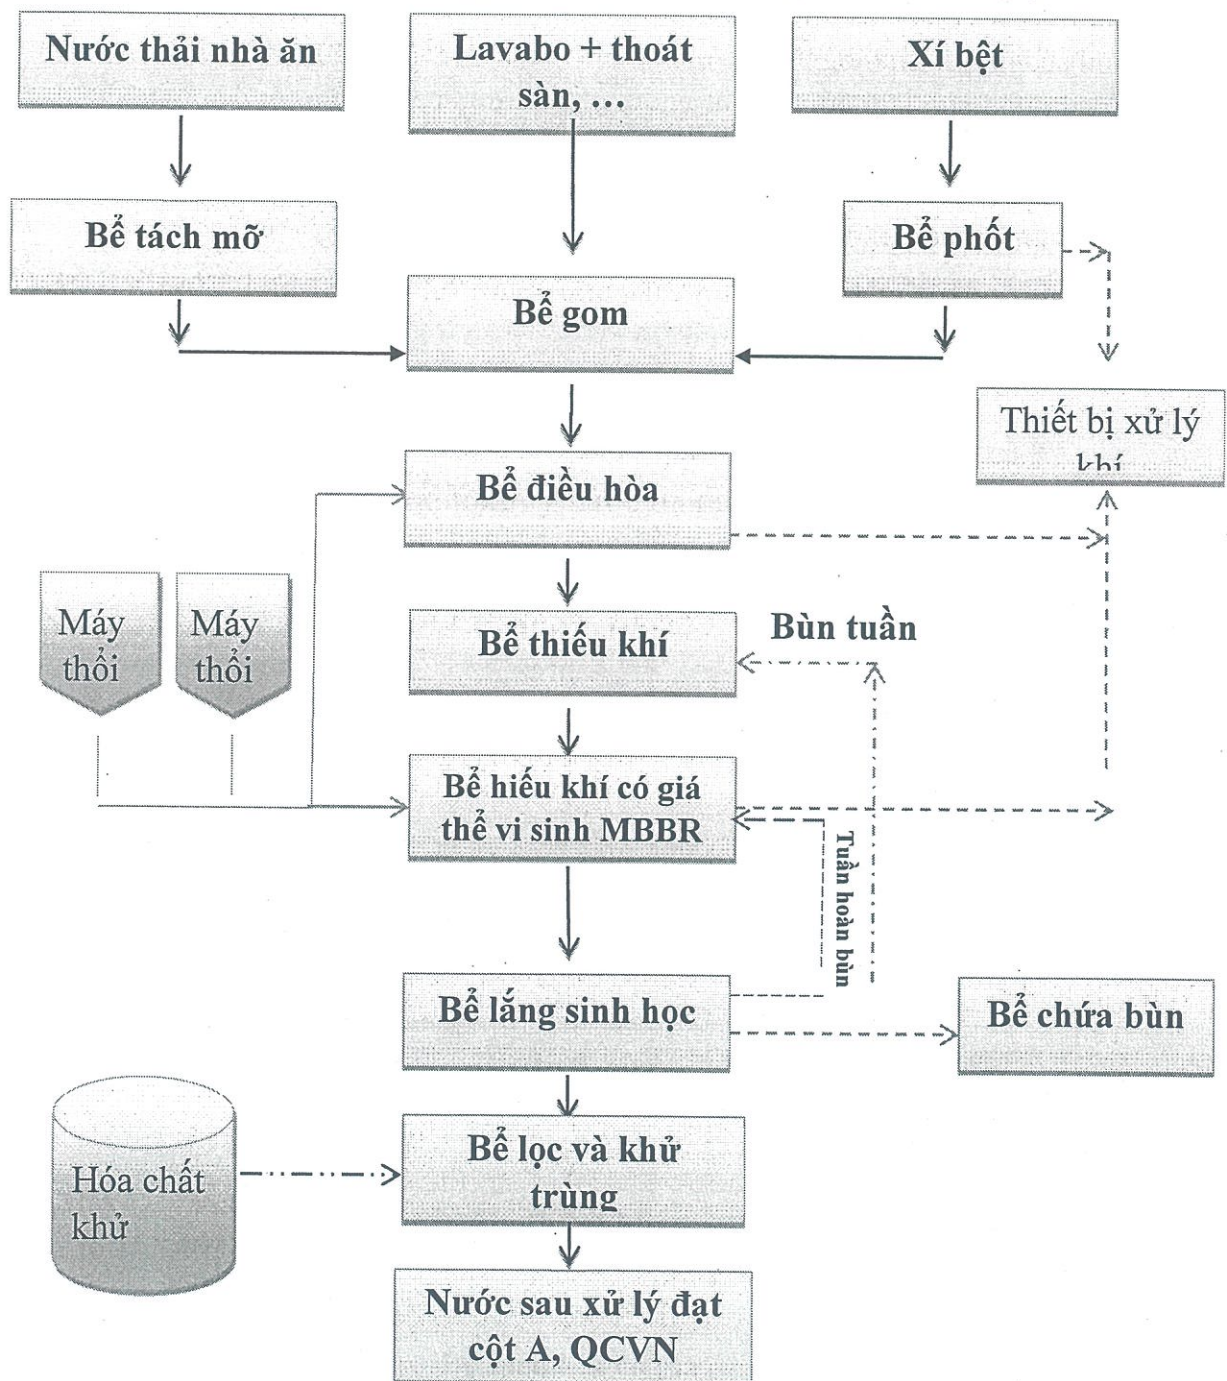 Nước thải nhà ăn
Lavabo + thoát
sàn, ...
Xí bệt
Bể tách mỡ
Bể phốt
Bể gom
Thiết bị xử lý
khí
Bể điều hòa
Máy
thổi
Máy
thổi
Bể thiếu khí
Bùn tuần
Bể hiếu khí có giá
thể vi sinh MBBR
Tuần hoàn bùn
Bể lắng sinh học
Bể chứa bùn
Bể lọc và khử
trùng
Hóa chất
khử
Nước sau xử lý đạt
cột A, QCVN